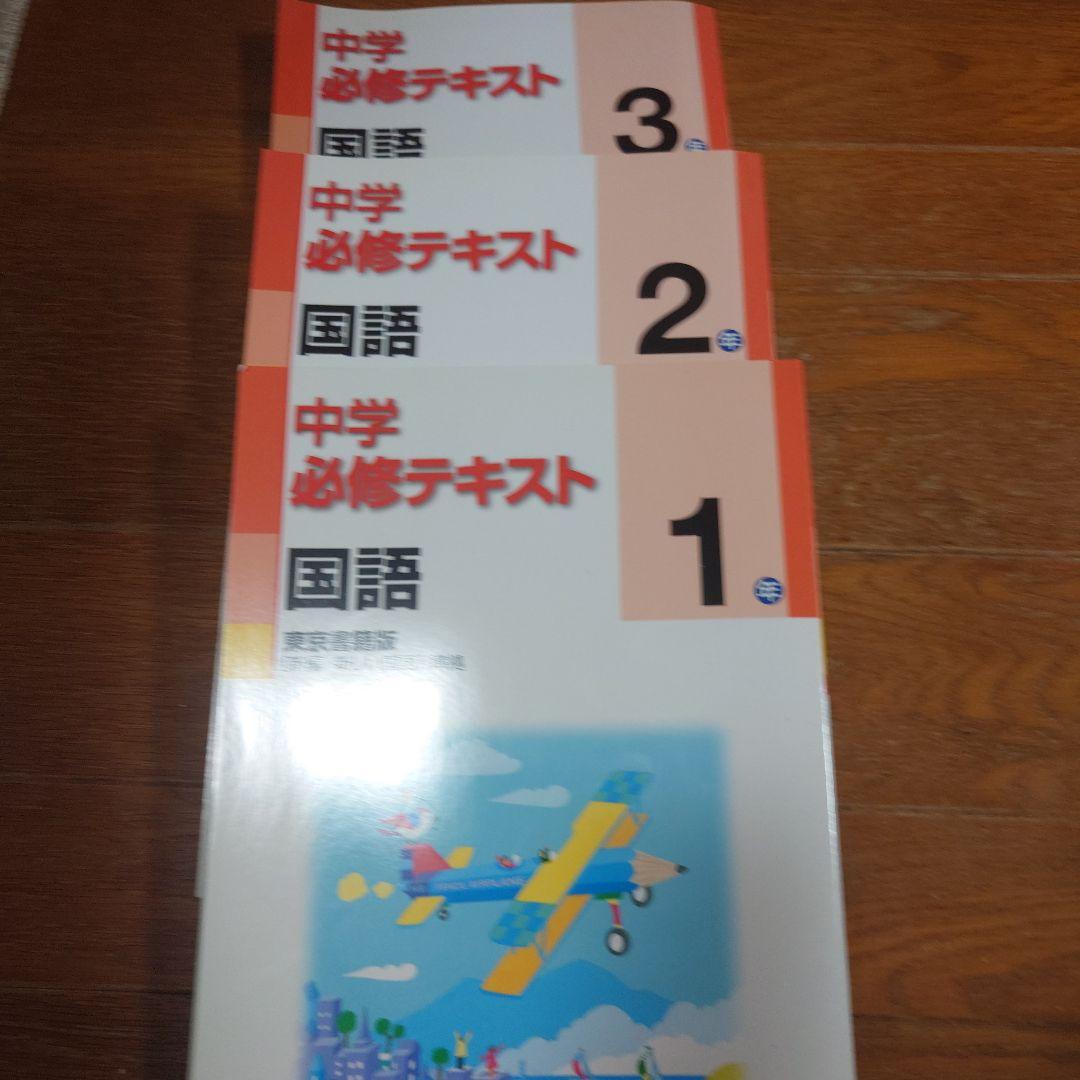 中学
必修テキスト
国語
3年
中学
必修テキスト
国語
2年
中学
必修テキスト
国語
1年
東京書籍版